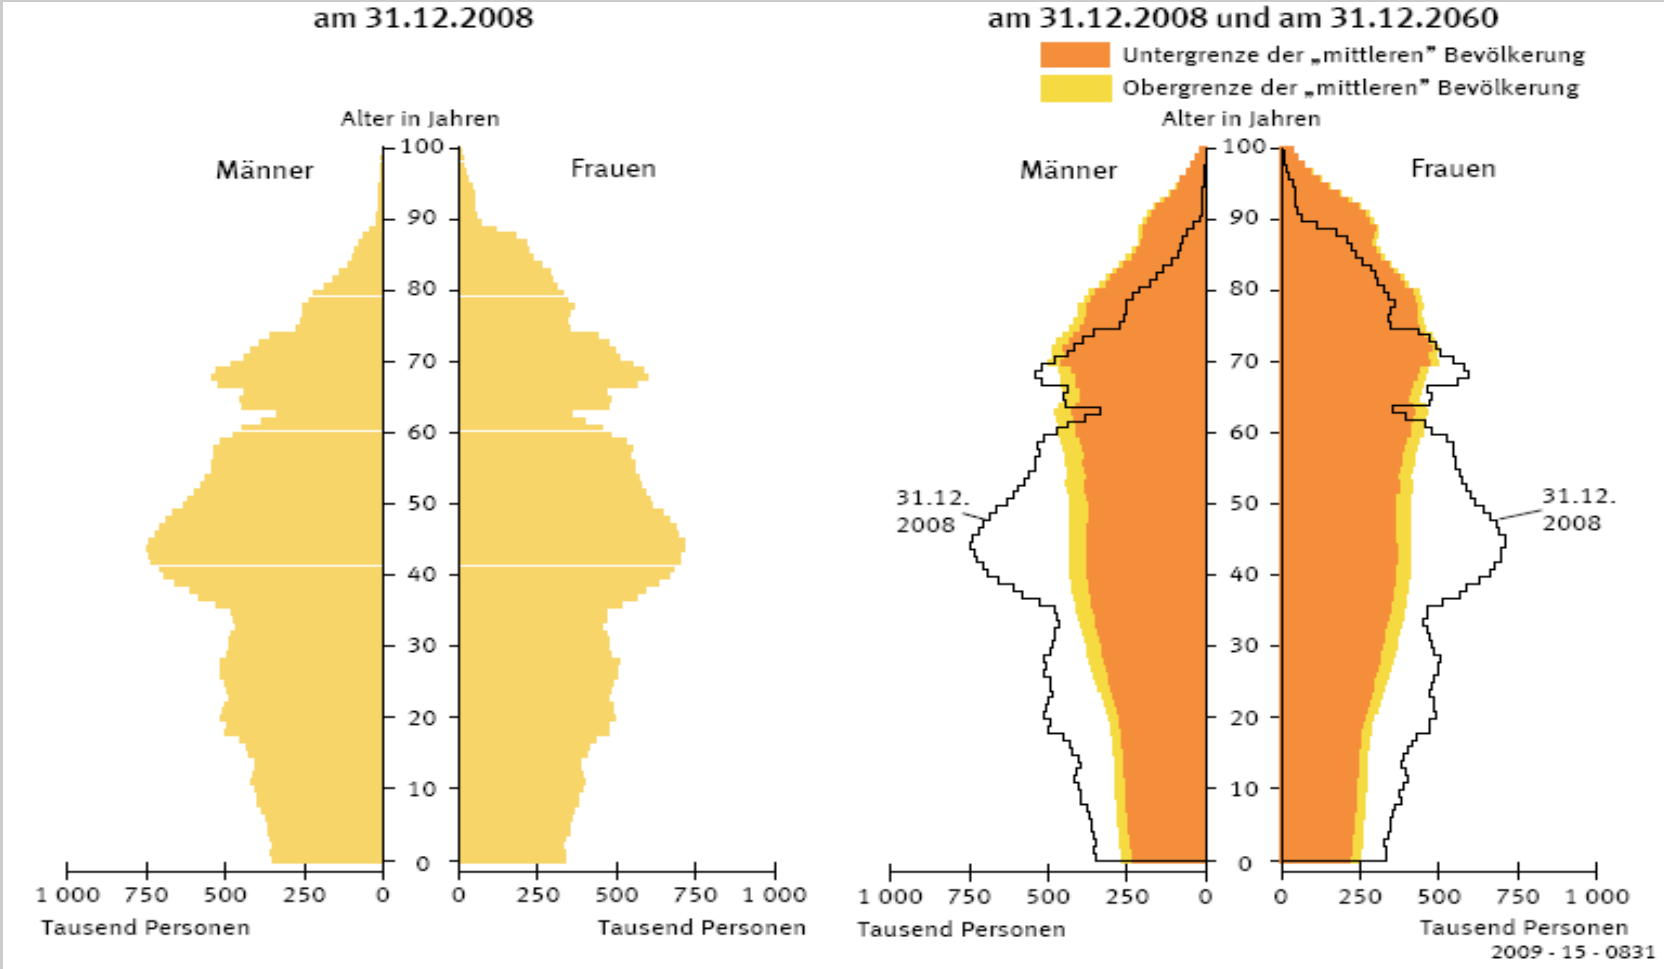 am 31.12.2008
Alter in Jahren
Männer
Frauen
100
90
80
70
60
50
40
30
20
10
0
1 000 750 500 250 0
0 250 500 750 1 000
Tausend Personen
Tausend Personen
am 31.12.2008 und am 31.12.2060
Untergrenze der „mittleren” Bevölkerung
Obergrenze der „mittleren” Bevölkerung
Alter in Jahren
Männer
Frauen
100
90
80
70
60
50
40
30
20
10
0
31.12.
2008
31.12.
2008
1 000 750 500 250 0
0 250 500 750 1 000
Tausend Personen
Tausend Personen
2009 - 15 - 0831